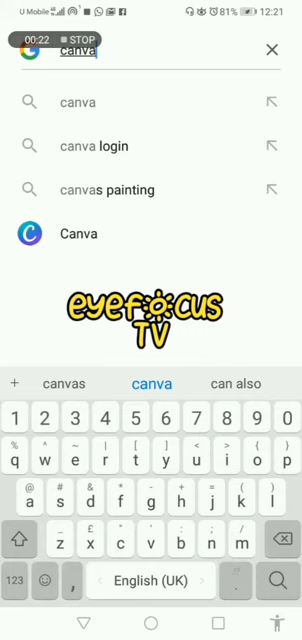 U Mobile 81% 12:21
00:22 STOP
canva
canva
canva login
canvas painting
Canva
eyefocus
TV
+ canvas canva can also
1 2 3 4 5 6 7 8 9 0
% ^ ~ | [ ] < > { }
q w e r t y u i o p
@ # & * - + = ( )
a s d f g h j k l
_ £ " ' : ; /
z x c v b n m
123 , English (UK) .